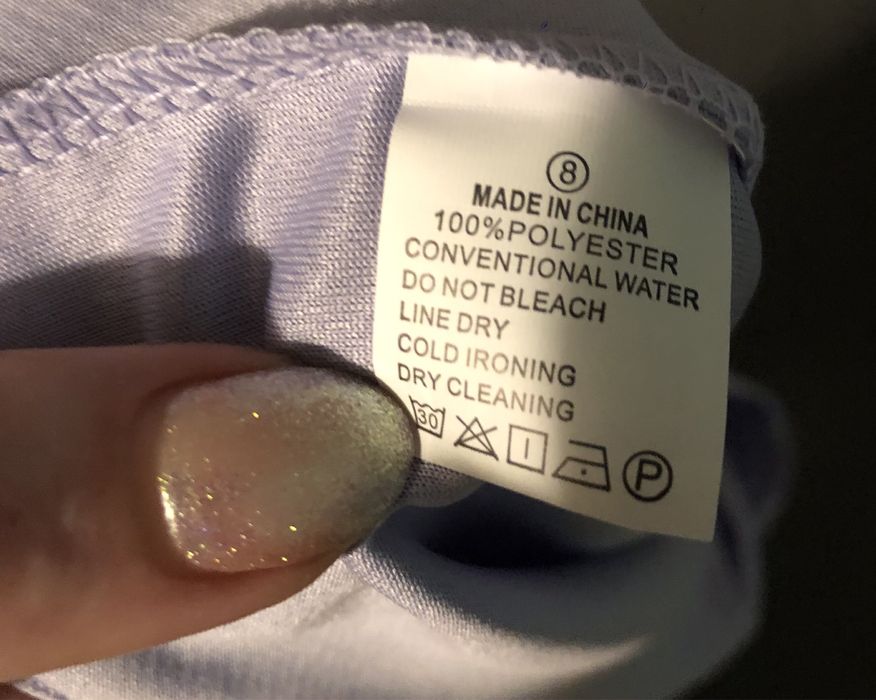 8
MADE IN CHINA
100%POLYESTER
CONVENTIONAL WATER
DO NOT BLEACH
LINE DRY
COLD IRONING
DRY CLEANING
30 P